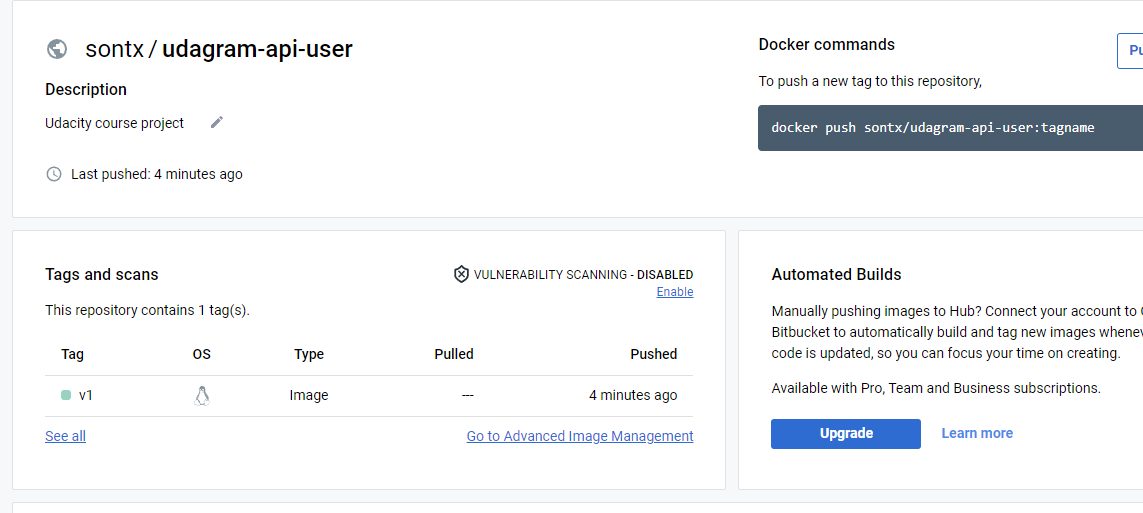 sontx / udagram-api-user
Description
Udacity course project
Last pushed: 4 minutes ago
Docker commands
To push a new tag to this repository,
docker push sontx/udagram-api-user:tagname
Tags and scans
VULNERABILITY SCANNING - DISABLED
Enable
This repository contains 1 tag(s).
Tag OS Type Pulled Pushed
v1 Image --- 4 minutes ago
See all Go to Advanced Image Management
Automated Builds
Manually pushing images to Hub? Connect your account to
Bitbucket to automatically build and tag new images
code is updated, so you can focus your time on creating.
Available with Pro, Team and Business subscriptions.
Upgrade Learn more